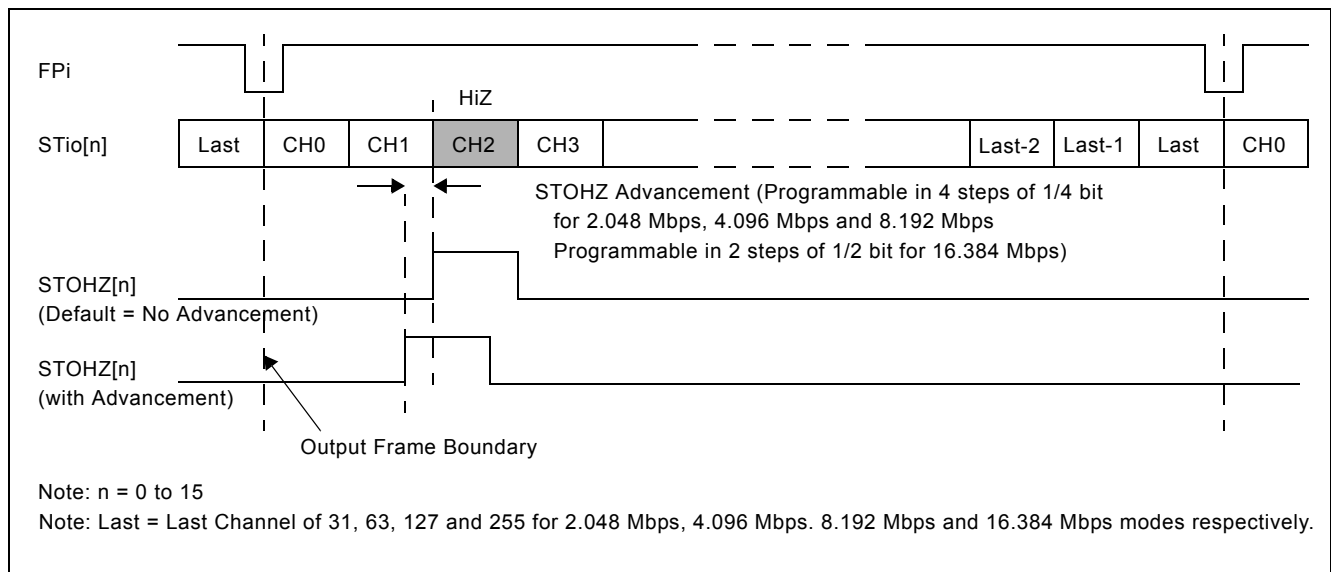 FPi
HiZ
STio[n]
Last CH0 CH1 CH2 CH3 Last-2 Last-1 Last CH0
STOHZ Advancement (Programmable in 4 steps of 1/4 bit
for 2.048 Mbps, 4.096 Mbps and 8.192 Mbps
Programmable in 2 steps of 1/2 bit for 16.384 Mbps)
STOHZ[n]
(Default = No Advancement)
STOHZ[n]
(with Advancement)
Output Frame Boundary
Note: n = 0 to 15
Note: Last = Last Channel of 31, 63, 127 and 255 for 2.048 Mbps, 4.096 Mbps. 8.192 Mbps and 16.384 Mbps modes respectively.